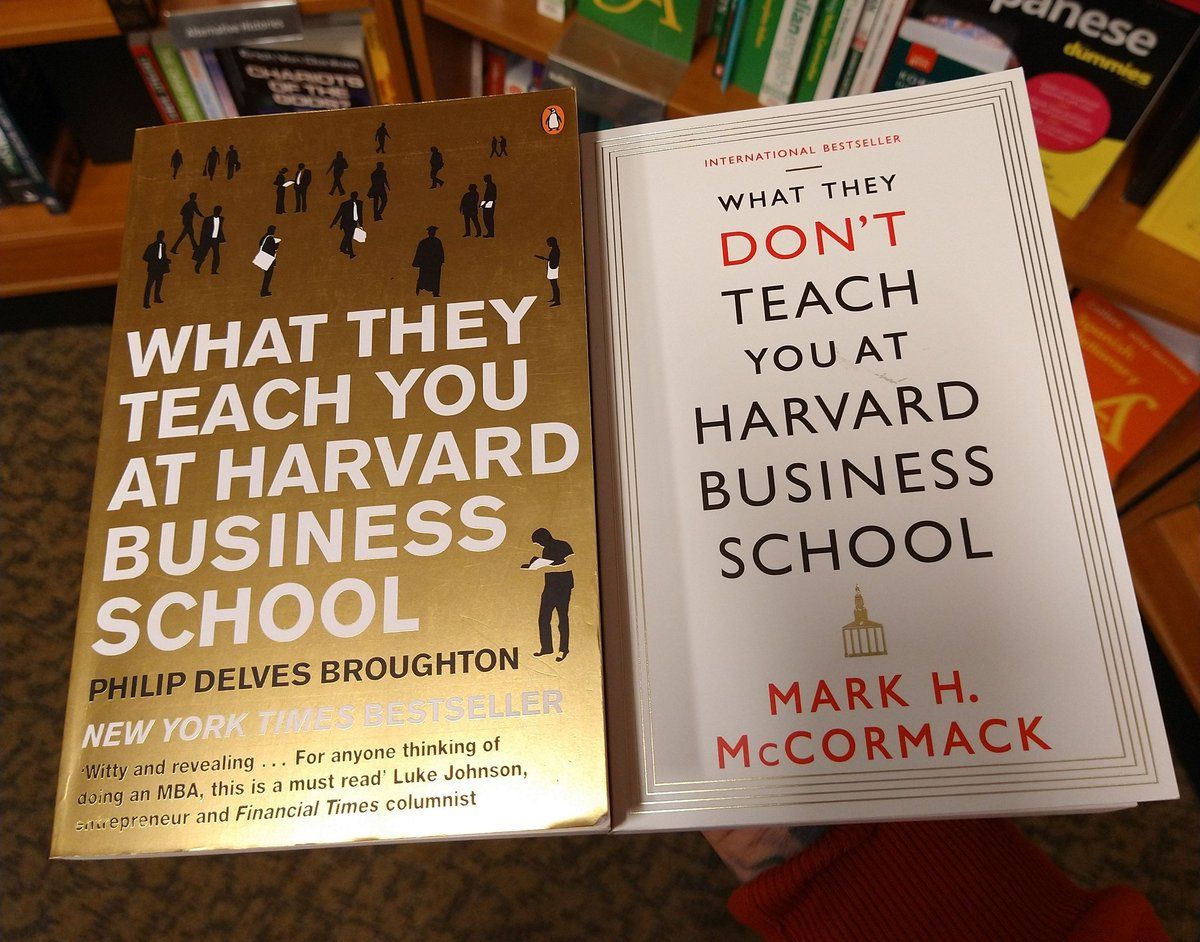 Alternative Histories
CHARIOTS
OF THE
GODS?
panese
dummies
WHAT THEY
TEACH YOU
AT HARVARD
BUSINESS
SCHOOL
PHILIP DELVES BROUGHTON
NEW YORK TIMES BESTSELLER
'Witty and revealing ... For anyone thinking of
doing an MBA, this is a must read' Luke Johnson,
entrepreneur and Financial Times columnist
INTERNATIONAL BESTSELLER
WHAT THEY
DON'T
TEACH
YOU AT
HARVARD
BUSINESS
SCHOOL
MARK H.
McCORMACK